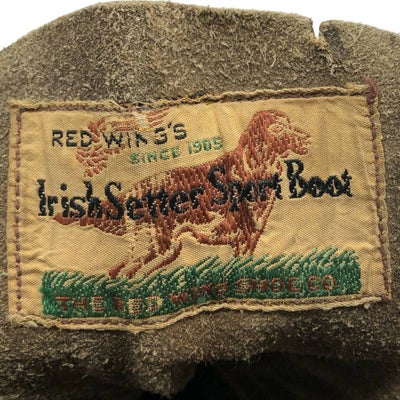 RED WING'S
SINCE 1905
Irish Setter Sport Boot
THE RED WING SHOE CO